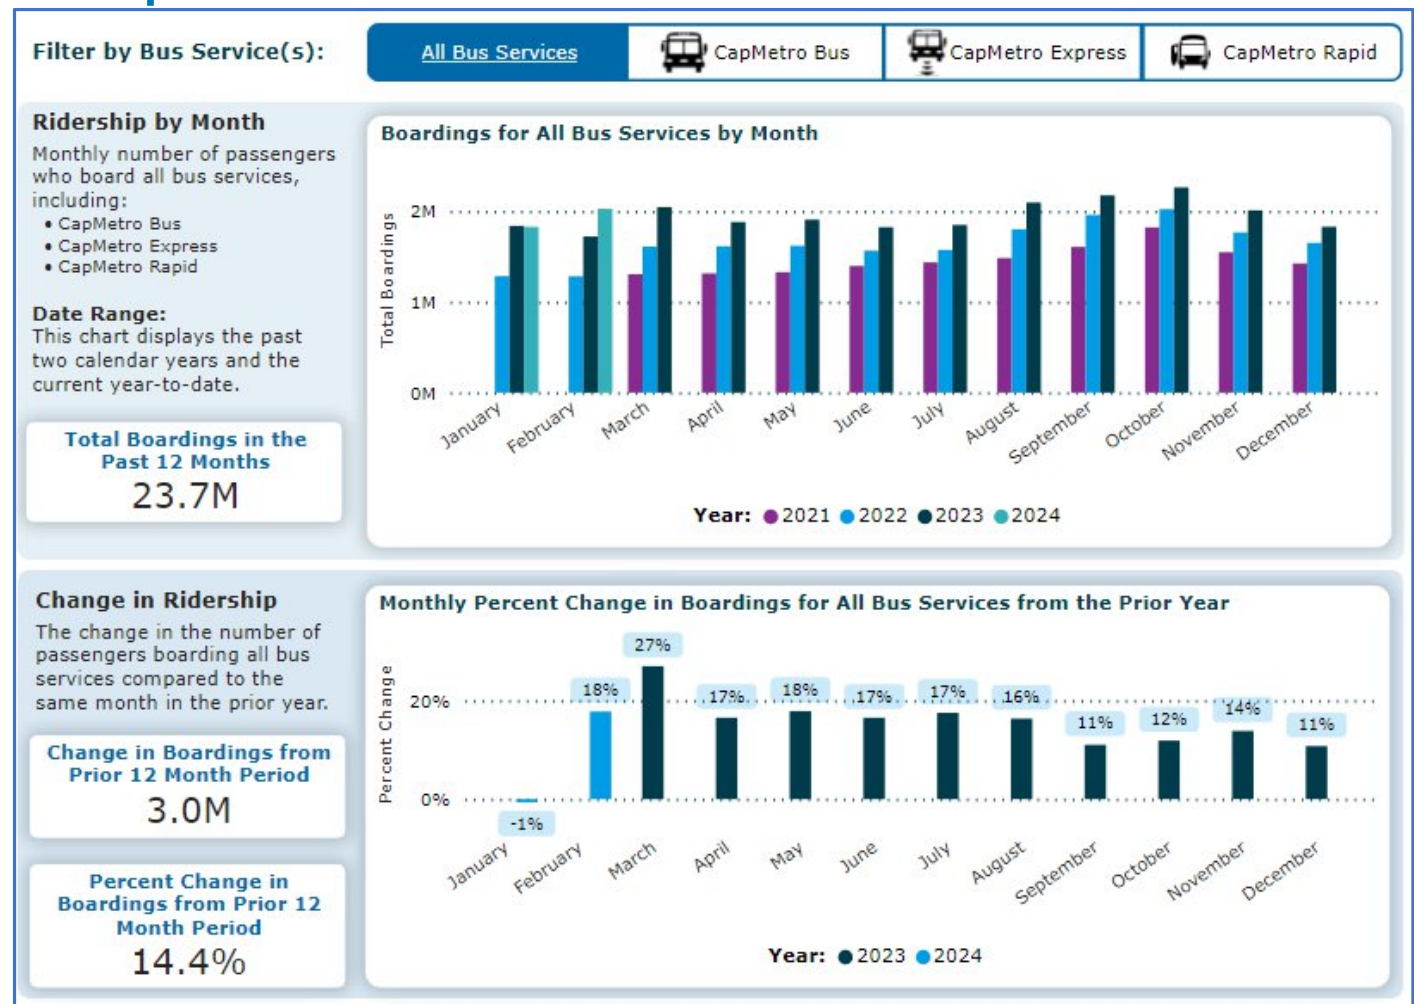 Filter by Bus Service(s):
All Bus Services
CapMetro Bus
CapMetro Express
CapMetro Rapid
Ridership by Month
Monthly number of passengers
who board all bus services,
including:
• CapMetro Bus
• CapMetro Express
• CapMetro Rapid
Date Range:
This chart displays the past
two calendar years and the
current year-to-date.
Total Boardings in the
Past 12 Months
23.7M
Boardings for All Bus Services by Month
Total Boardings
2M
1M
0M
January
February
March
April
May
June
July
August
September
October
November
December
Year: 2021 2022 2023 2024
Change in Ridership
The change in the number of
passengers boarding all bus
services compared to the
same month in the prior year.
Change in Boardings from
Prior 12 Month Period
3.0M
Percent Change in
Boardings from Prior 12
Month Period
14.4%
Monthly Percent Change in Boardings for All Bus Services from the Prior Year
Percent Change
20%
0%
-1%
18%
27%
17%
18%
17%
17%
16%
11%
12%
14%
11%
January
February
March
April
May
June
July
August
September
October
November
December
Year: 2023 2024